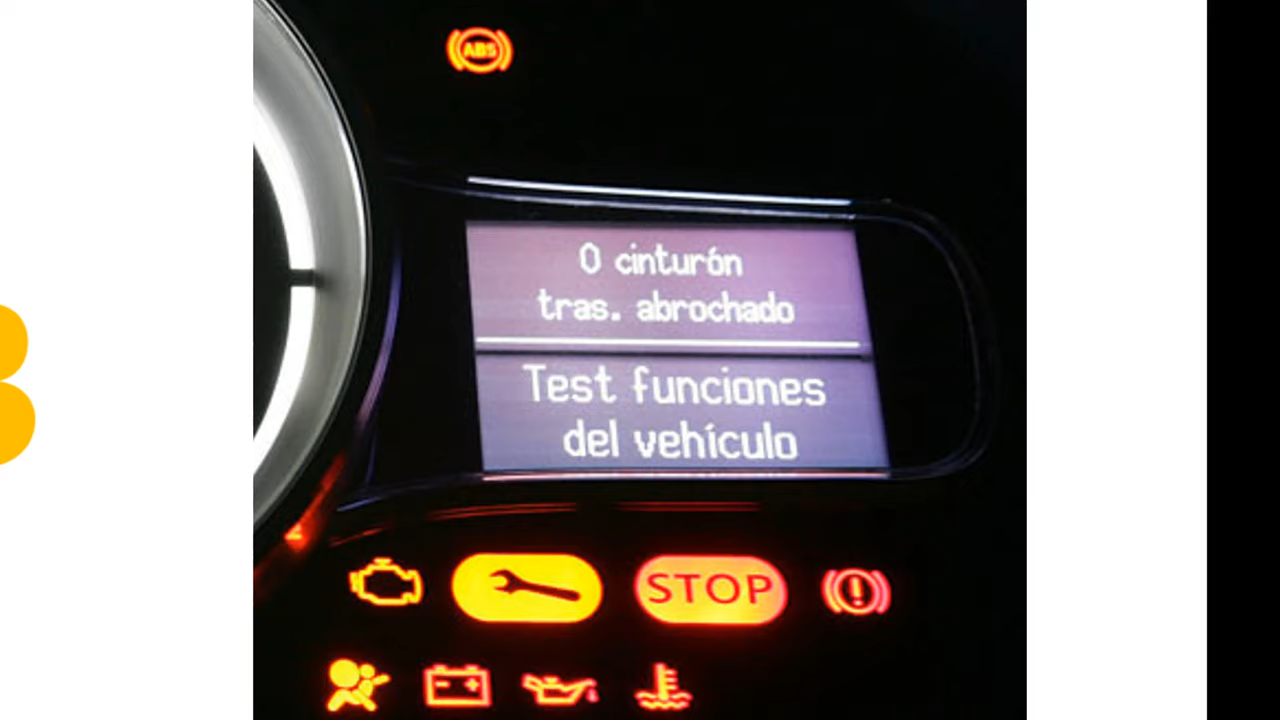 ABS
0 cinturón
tras. abrochado
Test funciones
del vehículo
STOP